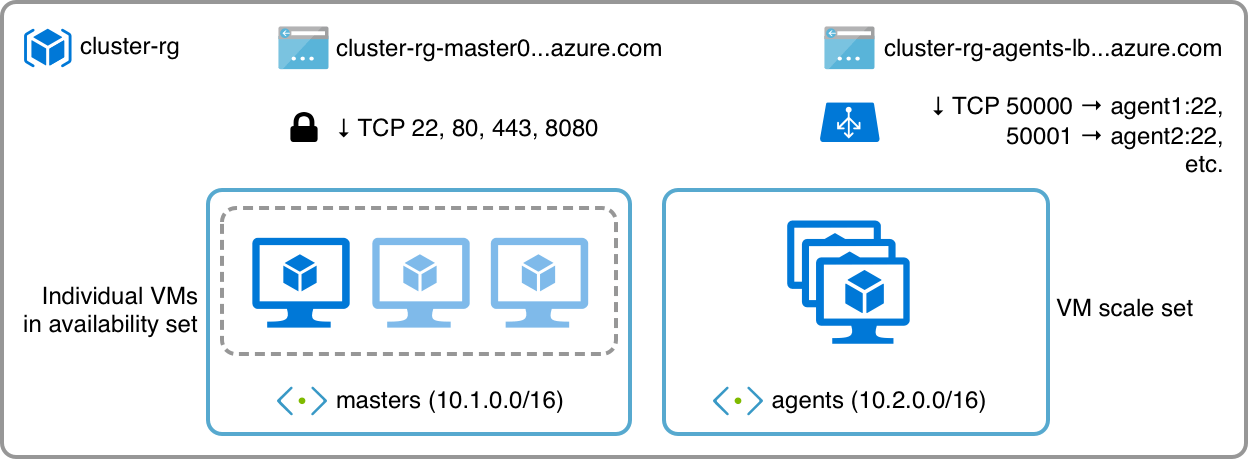 cluster-rg
cluster-rg-master0...azure.com
cluster-rg-agents-lb...azure.com
↓ TCP 22, 80, 443, 8080
↓ TCP 50000 → agent1:22,
50001 → agent2:22,
etc.
Individual VMs
in availability set
VM scale set
masters (10.1.0.0/16)
agents (10.2.0.0/16)